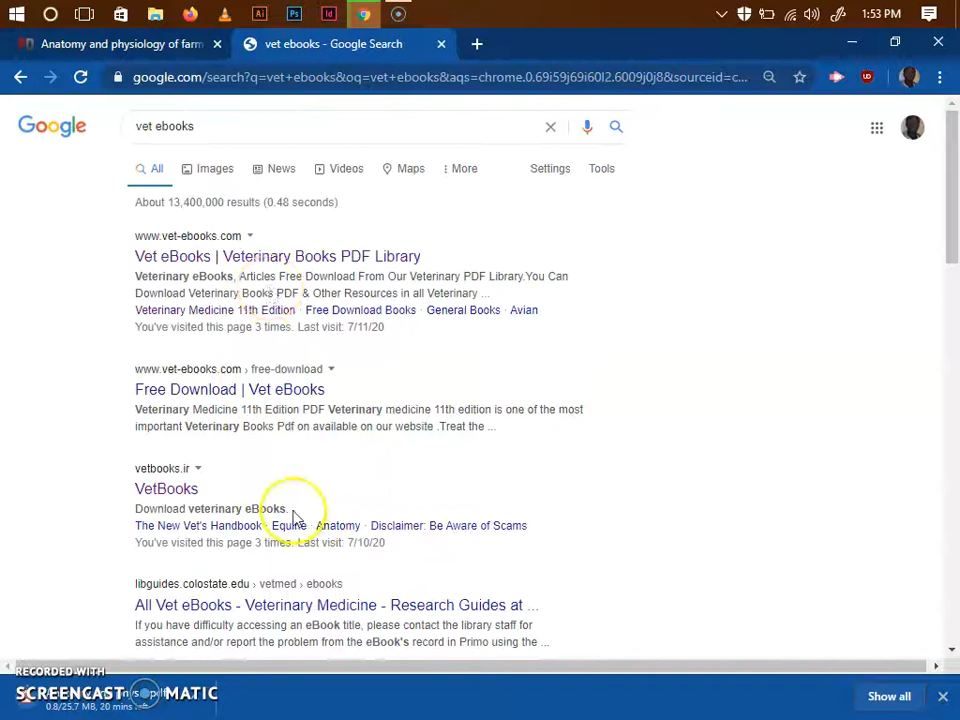 1:53 PM
Anatomy and physiology of farm
vet ebooks - Google Search
google.com/search?q=vet+ebooks&oq=vet+ebooks&aqs=chrome.0.69i59j69i60l2.6009j0j8&sourceid=c...
Google
vet ebooks
All Images News Videos Maps More Settings Tools
About 13,400,000 results (0.48 seconds)
www.vet-ebooks.com
Vet eBooks | Veterinary Books PDF Library
Veterinary eBooks, Articles Free Download From Our Veterinary PDF Library.You Can
Download Veterinary Books PDF & Other Resources in all Veterinary ...
Veterinary Medicine 11th Edition · Free Download Books · General Books · Avian
You've visited this page 3 times. Last visit: 7/11/20
www.vet-ebooks.com › free-download
Free Download | Vet eBooks
Veterinary Medicine 11th Edition PDF Veterinary medicine 11th edition is one of the most
important Veterinary Books Pdf on available on our website .Treat the ...
vetbooks.ir
VetBooks
Download veterinary eBooks.
The New Vet's Handbook · Equine · Anatomy · Disclaimer: Be Aware of Scams
You've visited this page 3 times. Last visit: 7/10/20
libguides.colostate.edu › vetmed › ebooks
All Vet eBooks - Veterinary Medicine - Research Guides at ...
If you have difficulty accessing an eBook title, please contact the library staff for
assistance and/or report the problem from the eBook's record in Primo using the ...
RECORDED WITH
SCREENCAST MATIC
0.8/25.7 MB, 20 mins
Show all